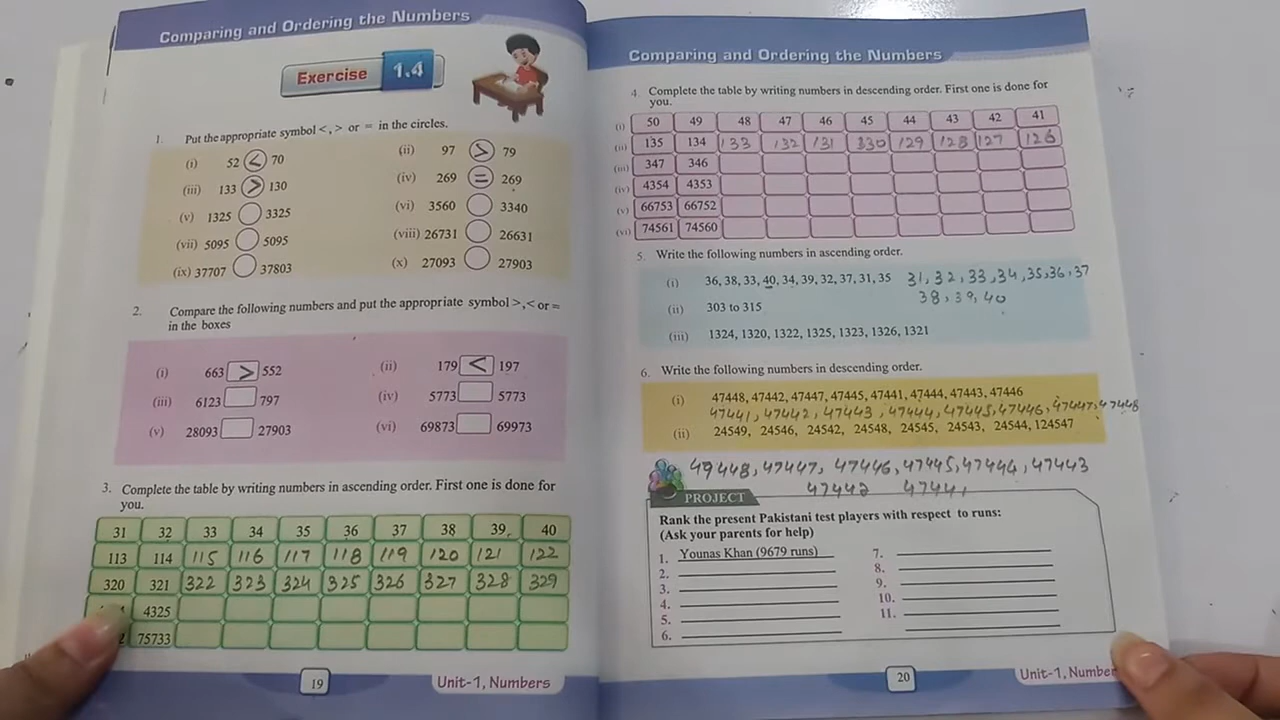 Comparing and Ordering the Numbers
Exercise 1.4
1. Put the appropriate symbol <, > or = in the circles.
(i) 52 < 70 (ii) 97 > 79
(iii) 133 > 130 (iv) 269 = 269
(v) 1325 3325 (vi) 3560 3340
(vii) 5095 5095 (viii) 26731 26631
(ix) 37707 37803 (x) 27093 27903
2. Compare the following numbers and put the appropriate symbol >, < or =
in the boxes
(i) 663 > 552 (ii) 179 < 197
(iii) 6123 797 (iv) 5773 5773
(v) 28093 27903 (vi) 69873 69973
3. Complete the table by writing numbers in ascending order. First one is done for
you.
31 32 33 34 35 36 37 38 39 40
113 114 115 116 117 118 119 120 121 122
320 321 322 323 324 325 326 327 328 329
4325
75733
19
Unit-1, Numbers
Comparing and Ordering the Numbers
4. Complete the table by writing numbers in descending order. First one is done for
you.
(i) 50 49 48 47 46 45 44 43 42 41
(ii) 135 134 133 132 131 130 129 128 127 126
(iii) 347 346
(iv) 4354 4353
(v) 66753 66752
(vi) 74561 74560
5. Write the following numbers in ascending order.
(i) 36, 38, 33, 40, 34, 39, 32, 37, 31, 35 31, 32, 33, 34, 35, 36, 37
38, 39, 40
(ii) 303 to 315
(iii) 1324, 1320, 1322, 1325, 1323, 1326, 1321
6. Write the following numbers in descending order.
(i) 47448, 47442, 47447, 47445, 47441, 47444, 47443, 47446
47441, 47442, 47443, 47444, 47445, 47446, 47447, 47448
(ii) 24549, 24546, 24542, 24548, 24545, 24543, 24544, 124547
49448, 47447, 47446, 47445, 47444, 47443
47442 47441,
PROJECT
Rank the present Pakistani test players with respect to runs:
(Ask your parents for help)
1. Younas Khan (9679 runs) 7.
2. 8.
3. 9.
4. 10.
5. 11.
6.
20
Unit-1, Number